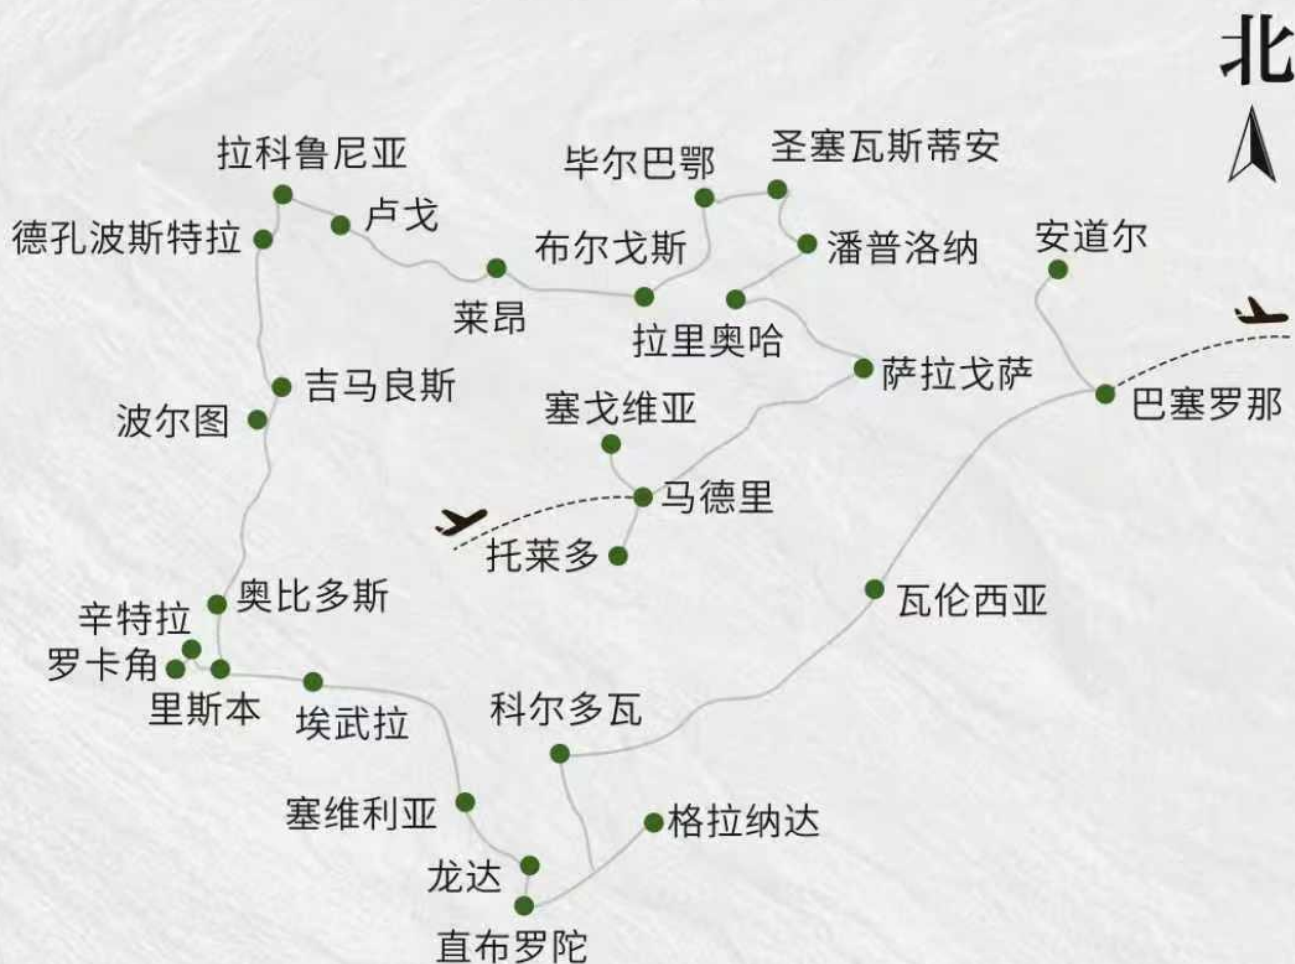 北
圣塞瓦斯蒂安
拉科鲁尼亚
毕尔巴鄂
卢戈
德孔波斯特拉
布尔戈斯
潘普洛纳
安道尔
莱昂
拉里奥哈
吉马良斯
萨拉戈萨
波尔图
塞戈维亚
巴塞罗那
马德里
托莱多
奥比多斯
瓦伦西亚
辛特拉
罗卡角
里斯本
埃武拉
科尔多瓦
塞维利亚
格拉纳达
龙达
直布罗陀